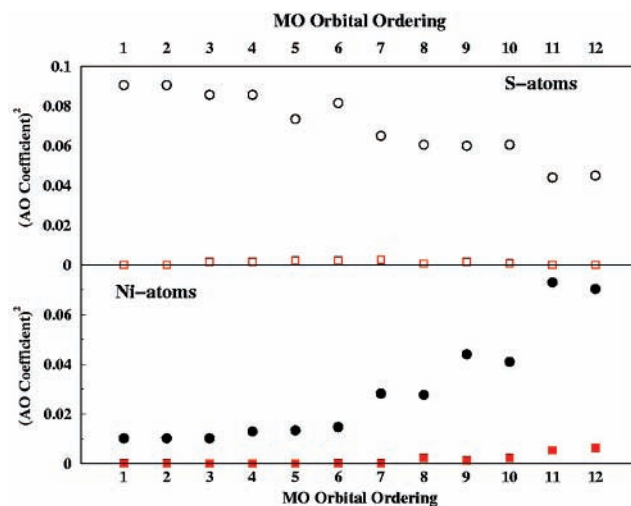 MO Orbital Ordering
1 2 3 4 5 6 7 8 9 10 11 12
0.1
S-atoms
0.08
0.06
0.04
0.02
0
(AO Coefficient)²
Ni-atoms
0.06
0.04
0.02
0
(AO Coefficient)²
1 2 3 4 5 6 7 8 9 10 11 12
MO Orbital Ordering